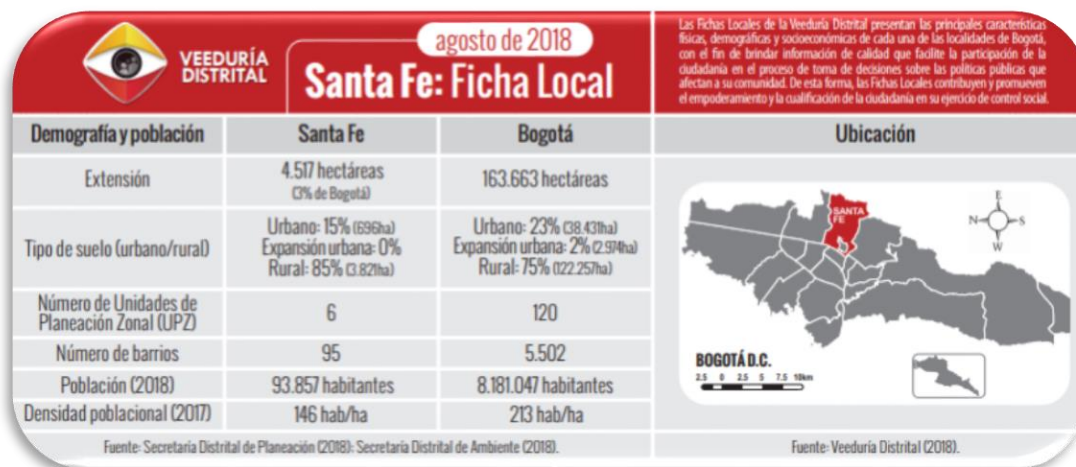 VEEDURÍA
DISTRITAL
agosto de 2018
Santa Fe: Ficha Local
Las Fichas Locales de la Veeduría Distrital presentan las principales características
físicas, demográficas y socioeconómicas de cada una de las localidades de Bogotá,
con el fin de brindar información de calidad que facilite la participación de la
ciudadanía en el proceso de toma de decisiones sobre las políticas públicas que
afectan a su comunidad. De esta forma, las Fichas Locales contribuyen y promueven
el empoderamiento y la cualificación de la ciudadanía en su ejercicio de control social.
Demografía y población
Santa Fe
Bogotá
Extensión
4.517 hectáreas
(3% de Bogotá)
163.663 hectáreas
Tipo de suelo (urbano/rural)
Urbano: 15% (696ha)
Expansión urbana: 0%
Rural: 85% (3.821ha)
Urbano: 23% (38.431ha)
Expansión urbana: 2% (2.974ha)
Rural: 75% (122.257ha)
Número de Unidades de
Planeación Zonal (UPZ)
6
120
Número de barrios
95
5.502
Población (2018)
93.857 habitantes
8.181.047 habitantes
Densidad poblacional (2017)
146 hab/ha
213 hab/ha
Fuente: Secretaría Distrital de Planeación (2018); Secretaría Distrital de Ambiente (2018).
Ubicación
SANTA
FE
E
N
S
W
BOGOTÁ D.C.
2.5 0 2.5 5 7.5 10km
Fuente: Veeduría Distrital (2018).